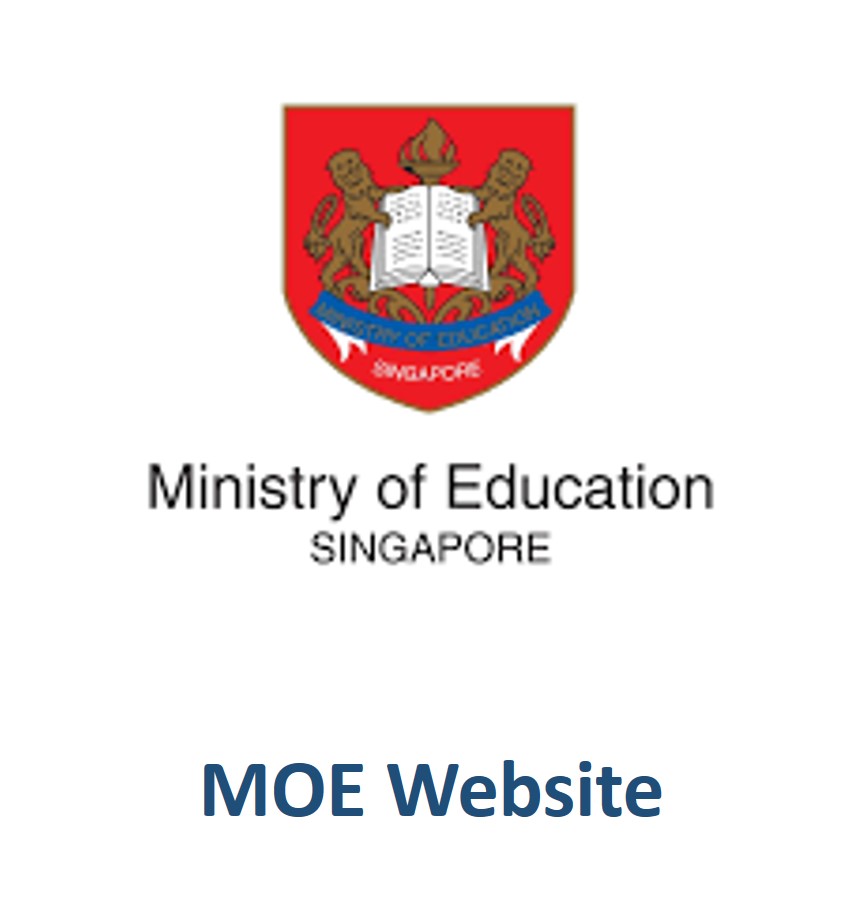 MINISTRY OF EDUCATION
SINGAPORE
Ministry of Education
SINGAPORE
MOE Website